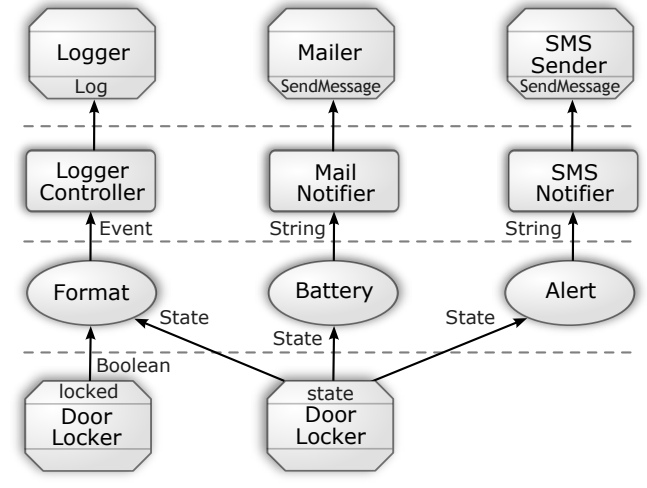 Logger
Log
Mailer
SendMessage
SMS
Sender
SendMessage
Logger
Controller
Mail
Notifier
SMS
Notifier
Event
String
String
Format
Battery
Alert
State
State
State
Boolean
locked
Door
Locker
state
Door
Locker